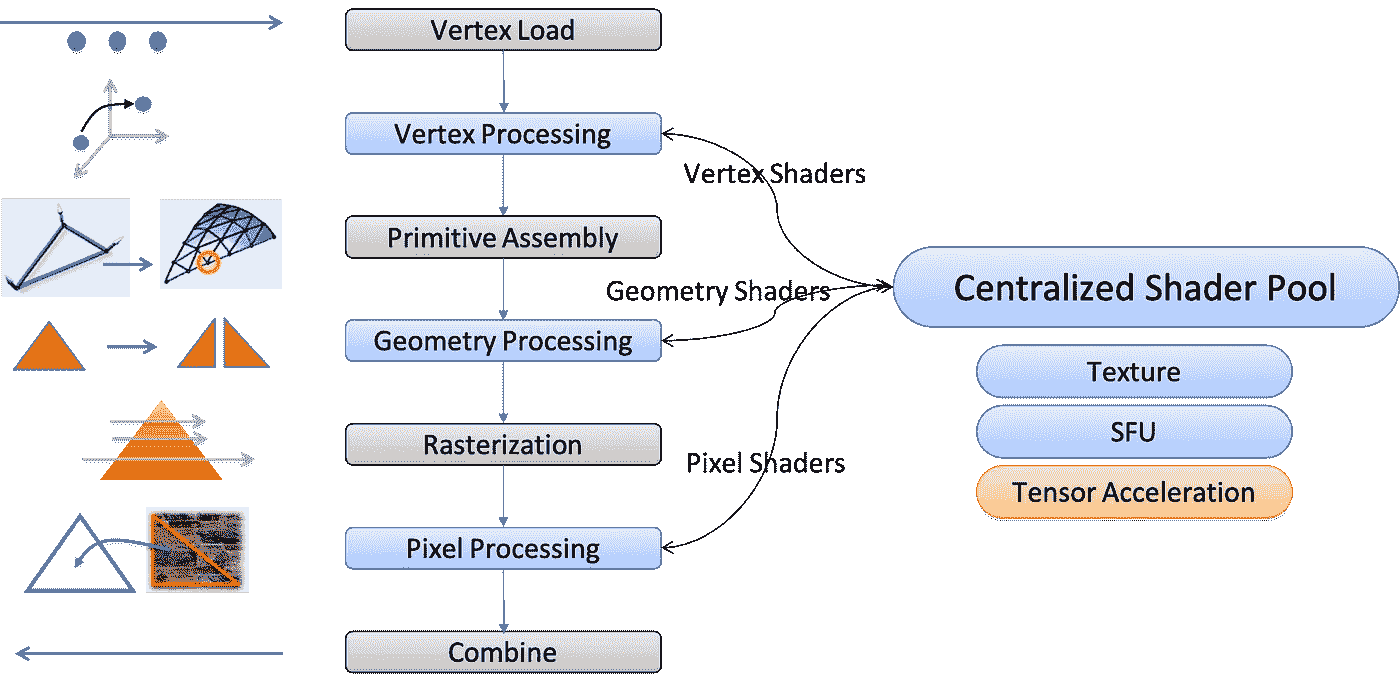 Vertex Load
Vertex Processing
Vertex Shaders
Primitive Assembly
Geometry Shaders
Centralized Shader Pool
Geometry Processing
Texture
SFU
Rasterization
Pixel Shaders
Tensor Acceleration
Pixel Processing
Combine